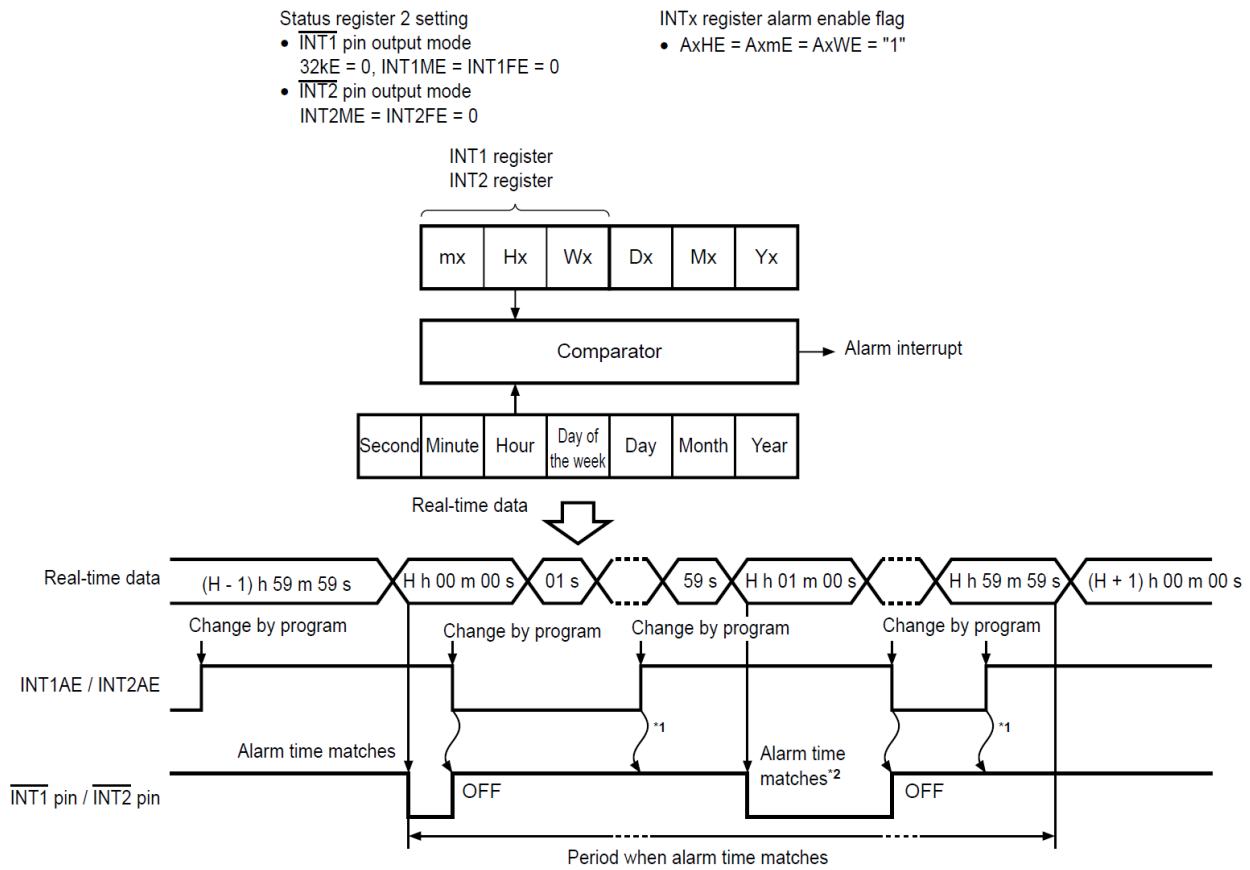 Status register 2 setting
• INT1 pin output mode
32kE = 0, INT1ME = INT1FE = 0
• INT2 pin output mode
INT2ME = INT2FE = 0
INTx register alarm enable flag
• AxHE = AxmE = AxWE = "1"
INT1 register
INT2 register
mx Hx Wx Dx Mx Yx
Comparator
Alarm interrupt
Second Minute Hour Day of the week Day Month Year
Real-time data
Real-time data
(H - 1) h 59 m 59 s H h 00 m 00 s 01 s 59 s H h 01 m 00 s H h 59 m 59 s (H + 1) h 00 m 00 s
Change by program Change by program Change by program Change by program
INT1AE / INT2AE
*1 *1
Alarm time matches
Alarm time
matches*2
INT1 pin / INT2 pin
OFF OFF
Period when alarm time matches